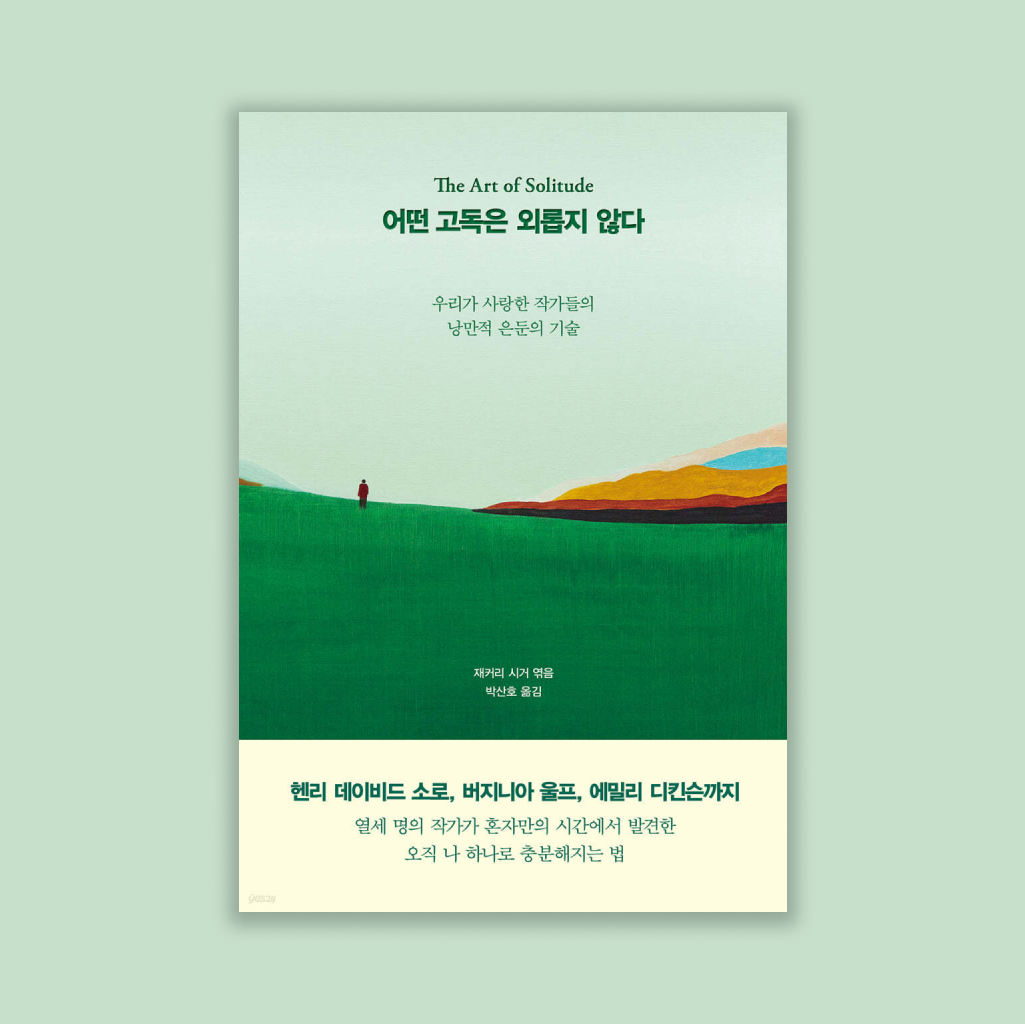 The Art of Solitude
어떤 고독은 외롭지 않다
우리가 사랑한 작가들의
낭만적 은둔의 기술
재커리 시거 엮음
박산호 옮김
헨리 데이비드 소로, 버지니아 울프, 에밀리 디킨슨까지
열세 명의 작가가 혼자만의 시간에서 발견한
오직 나 하나로 충분해지는 법
yes24